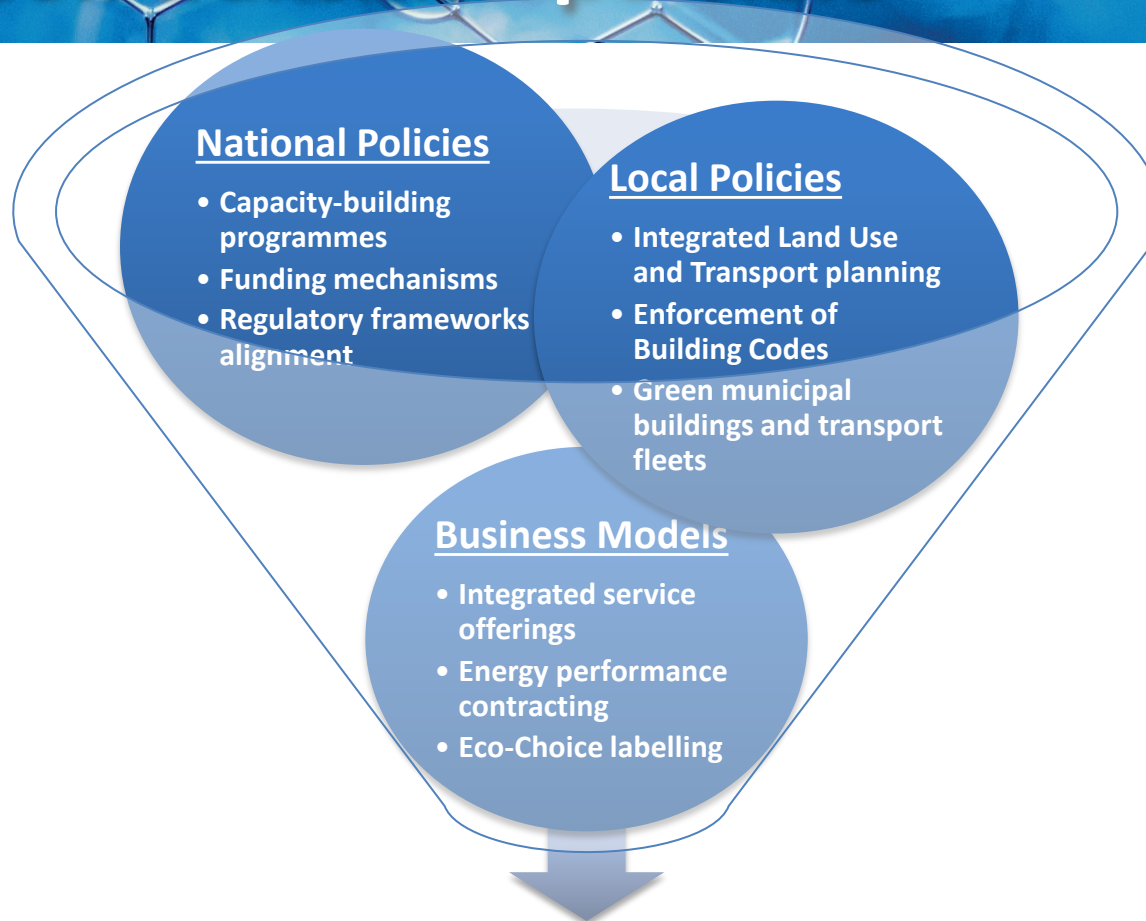 National Policies
• Capacity-building
programmes
• Funding mechanisms
• Regulatory frameworks
alignment
Local Policies
• Integrated Land Use
and Transport planning
• Enforcement of
Building Codes
• Green municipal
buildings and transport
fleets
Business Models
• Integrated service
offerings
• Energy performance
contracting
• Eco-Choice labelling